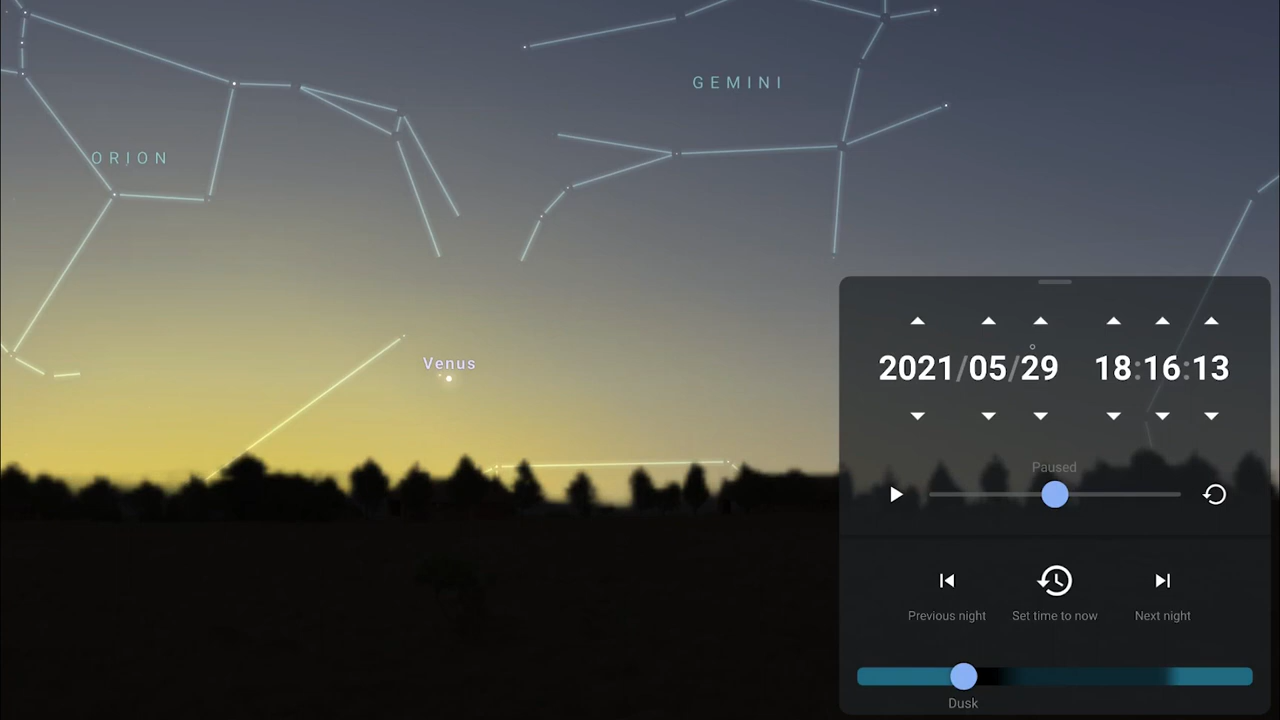 GEMINI
ORION
Venus
2021/05/29 18:16:13
Paused
Previous night
Set time to now
Next night
Dusk